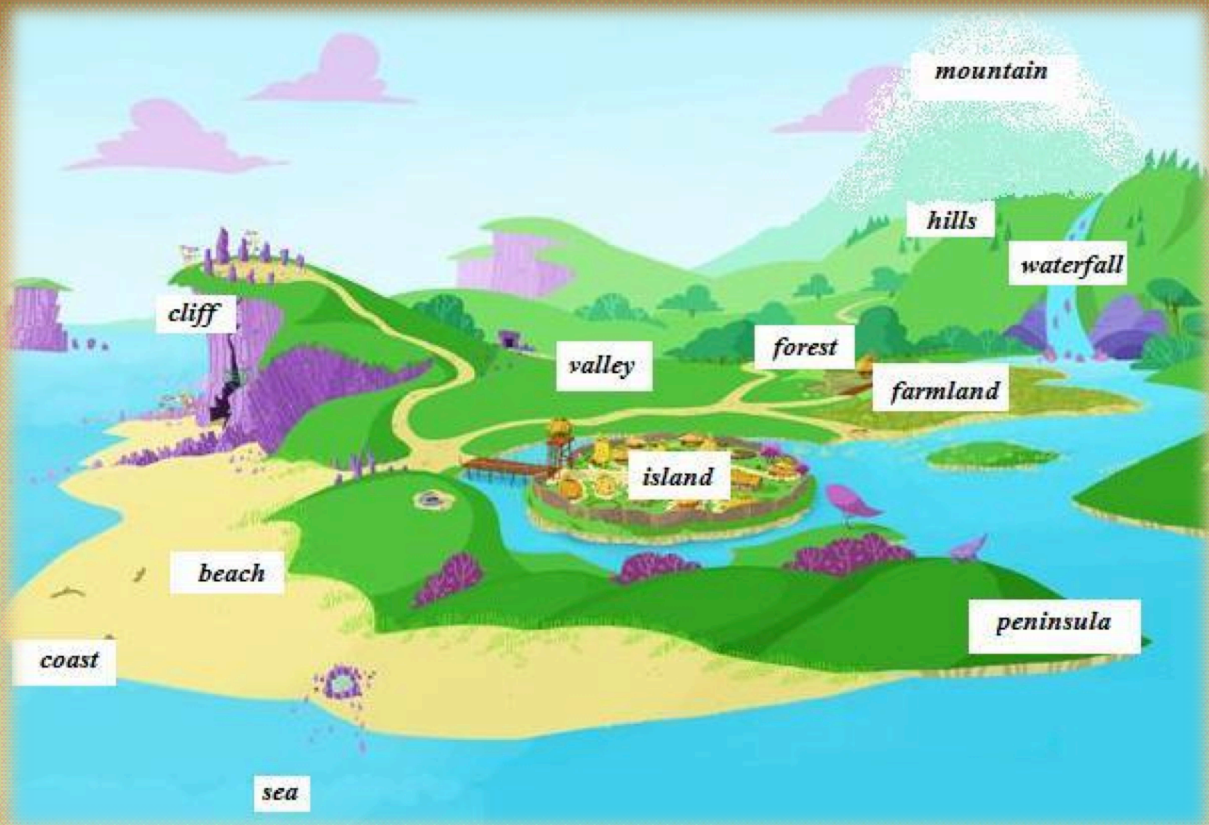 mountain
hills
waterfall
cliff
forest
valley
farmland
island
beach
peninsula
coast
sea